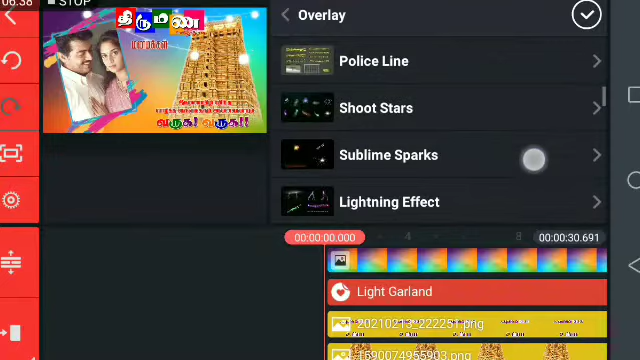 06:38
STOP
Overlay
திருமண
Police Line
Shoot Stars
Sublime Sparks
வருக! வருக!!
Lightning Effect
00:00:00.000
4
8
00:00:30.691
Light Garland
20210213_222251.png
1590074955903.png